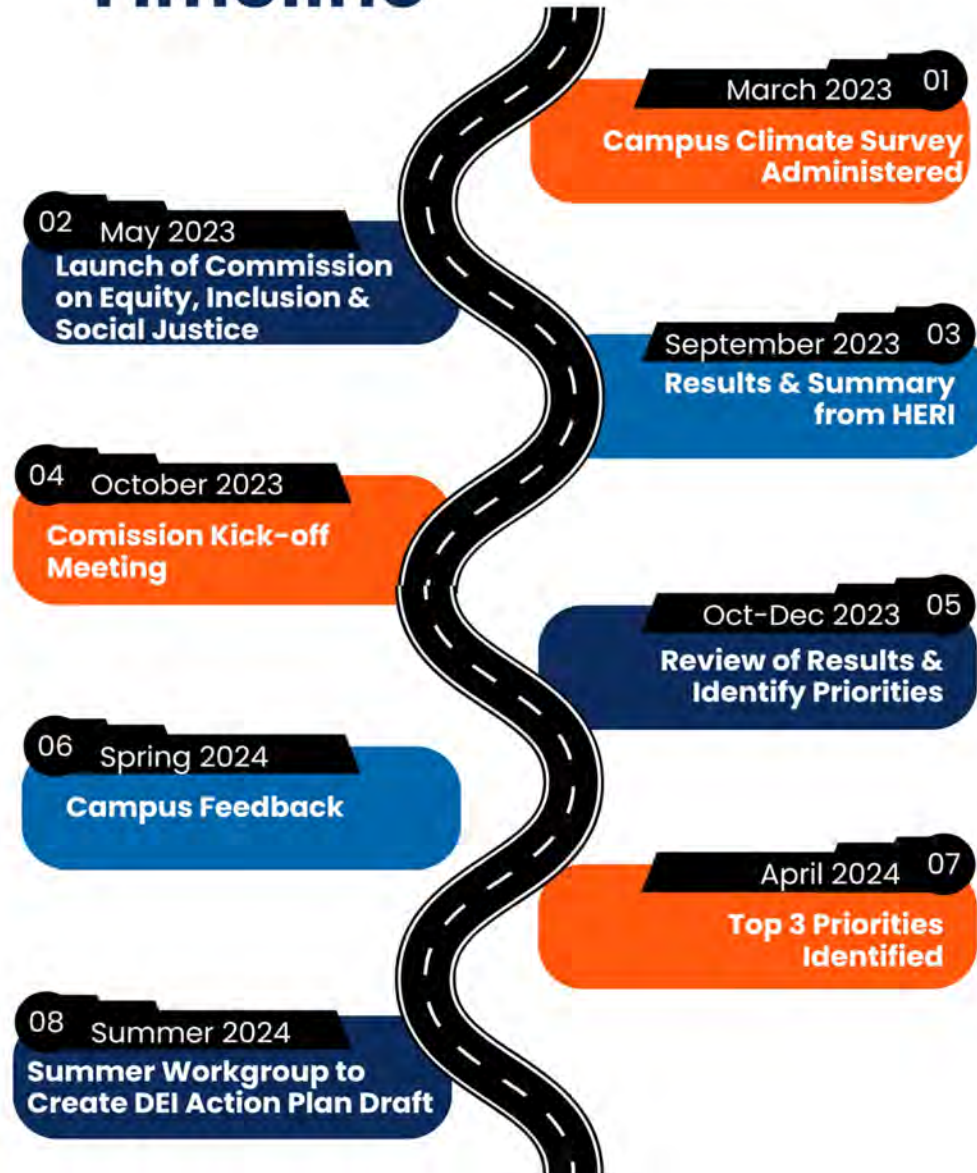 Timeline
March 2023 01
Campus Climate Survey
Administered
02 May 2023
Launch of Commission
on Equity, Inclusion &
Social Justice
September 2023 03
Results & Summary
from HERI
04 October 2023
Comission Kick-off
Meeting
Oct-Dec 2023 05
Review of Results &
Identify Priorities
06 Spring 2024
Campus Feedback
April 2024 07
Top 3 Priorities
Identified
08 Summer 2024
Summer Workgroup to
Create DEI Action Plan Draft